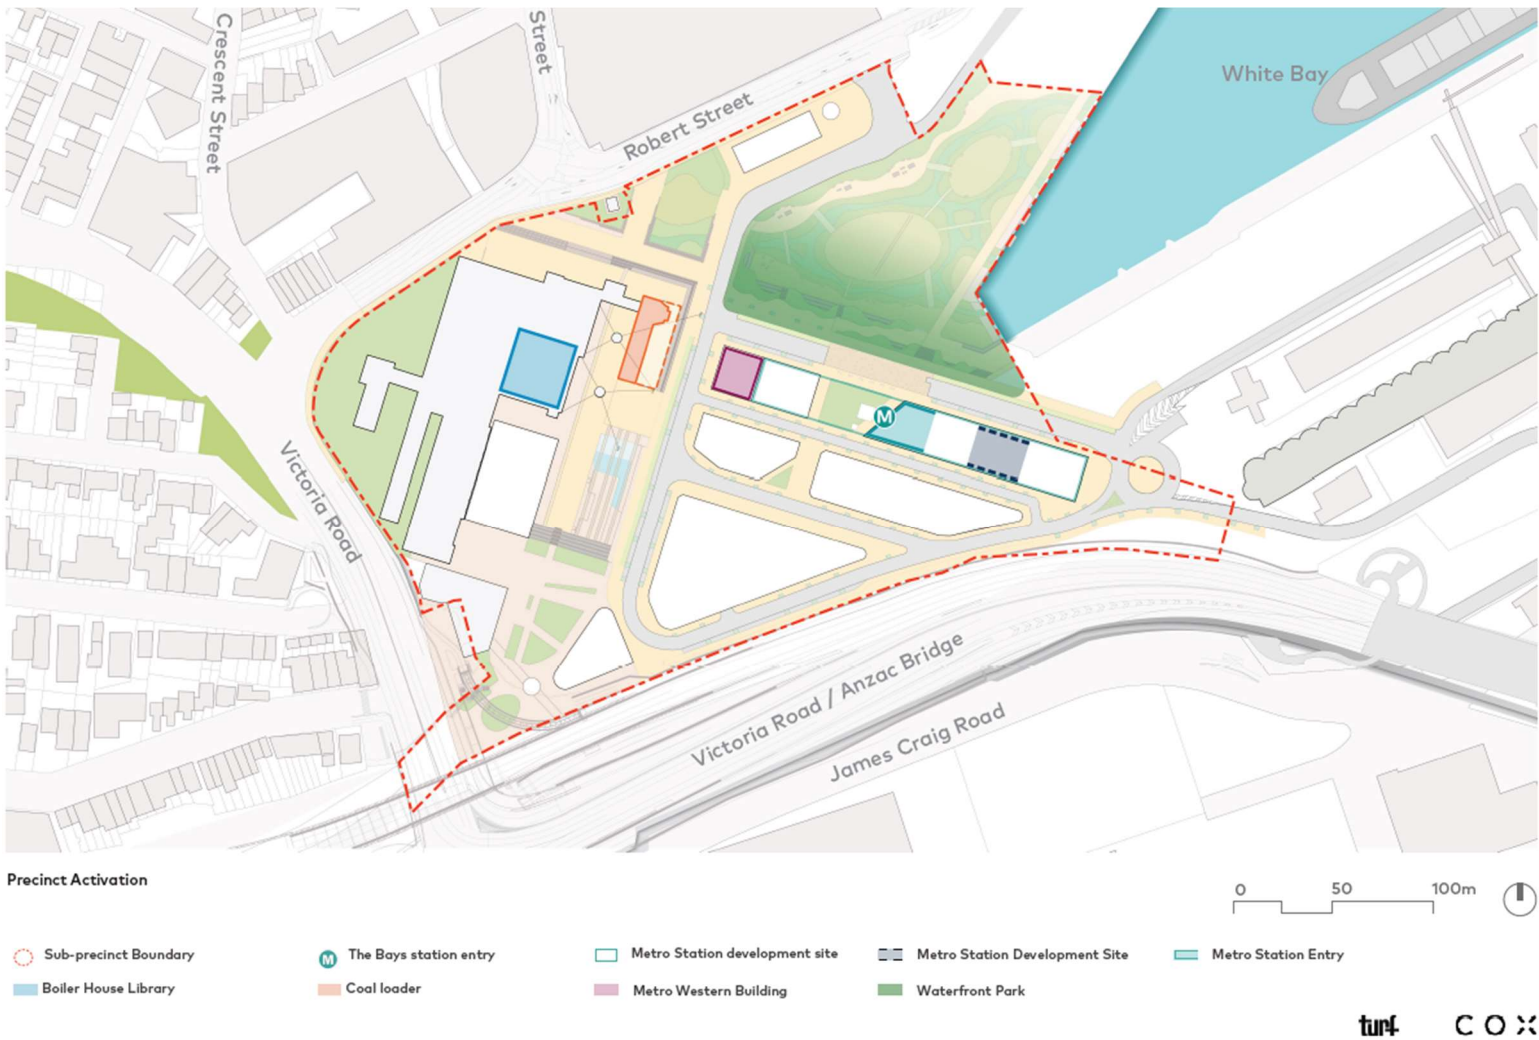 Crescent Street
Street
Robert Street
White Bay
M
Victoria Road
Victoria Road / Anzac Bridge
James Craig Road
Precinct Activation
0 50 100m
Sub-precinct Boundary
M The Bays station entry
Metro Station development site
Metro Station Development Site
Metro Station Entry
Boiler House Library
Coal loader
Metro Western Building
Waterfront Park
turf COX